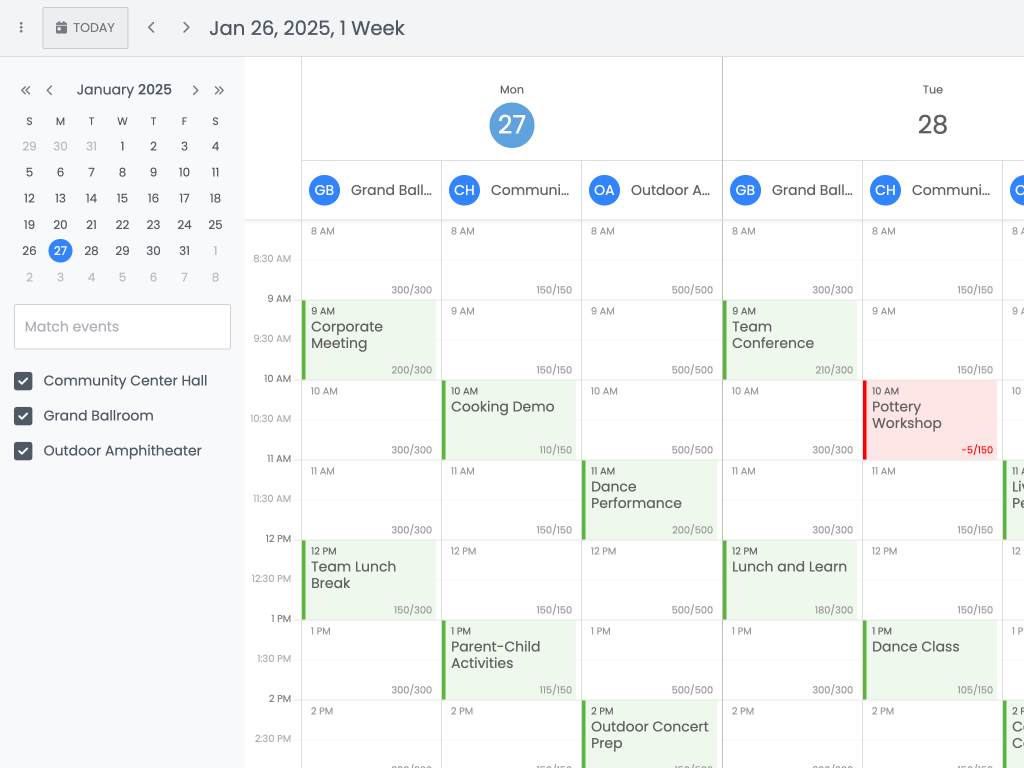 TODAY
Jan 26, 2025, 1 Week
January 2025
S M T W T F S
29 30 31 1 2 3 4
5 6 7 8 9 10 11
12 13 14 15 16 17 18
19 20 21 22 23 24 25
26 27 28 29 30 31 1
2 3 4 5 6 7 8
Match events
Community Center Hall
Grand Ballroom
Outdoor Amphitheater
Mon
27
Tue
28
GB Grand Ball... CH Communi... OA Outdoor A... GB Grand Ball... CH Communi...
8 AM 8 AM 8 AM 8 AM 8 AM
8:30 AM
300/300 150/150 500/500 300/300 150/150
9 AM
9 AM 9 AM 9 AM 9 AM 9 AM
Corporate Team
9:30 AM
Meeting Conference
200/300 150/150 500/500 210/300 150/150
10 AM
10 AM 10 AM 10 AM 10 AM 10 AM 10
Cooking Demo Pottery
10:30 AM
Workshop
300/300 110/150 500/500 300/300 -5/150
11 AM
11 AM 11 AM 11 AM 11 AM 11 AM
Dance
11:30 AM
Performance
300/300 150/150 200/500 300/300 150/150
12 PM
12 PM 12 PM 12 PM 12 PM 12 PM 12
Team Lunch Lunch and Learn
12:30 PM
Break
150/300 150/150 500/500 180/300 150/150
1 PM
1 PM 1 PM 1 PM 1 PM 1 PM
Parent-Child Dance Class
1:30 PM
Activities
300/300 115/150 500/500 300/300 105/150
2 PM
2 PM 2 PM 2 PM 2 PM 2 PM
Outdoor Concert
2:30 PM
Prep